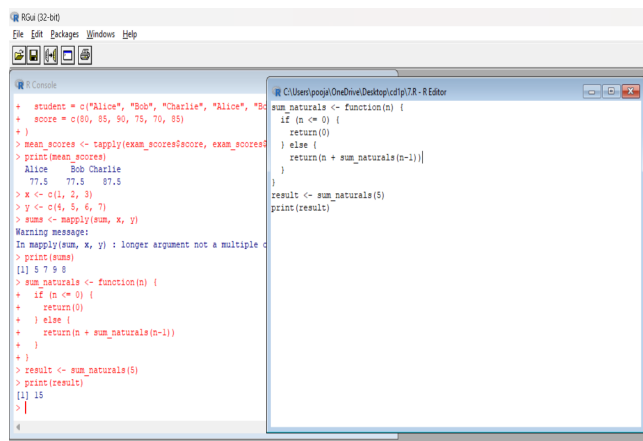 RGui (32-bit)
File Edit Packages Windows Help
R Console
+ student = c("Alice", "Bob", "Charlie", "Alice", "Bo
+ score = c(80, 85, 90, 75, 70, 85)
+ )
> mean_scores <- tapply(exam_scores$score, exam_scores$
> print(mean_scores)
Alice Bob Charlie
77.5 77.5 87.5
> x <- c(1, 2, 3)
> y <- c(4, 5, 6, 7)
> sums <- mapply(sum, x, y)
Warning message:
In mapply(sum, x, y) : longer argument not a multiple o
> print(sums)
[1] 5 7 9 8
> sum_naturals <- function(n) {
+ if (n <= 0) {
+ return(0)
+ } else {
+ return(n + sum_naturals(n-1))
+ }
+ }
> result <- sum_naturals(5)
> print(result)
[1] 15
>
C:\Users\pooja\OneDrive\Desktop\cd1p\7.R - R Editor
sum_naturals <- function(n) {
if (n <= 0) {
return(0)
} else {
return(n + sum_naturals(n-1))
}
}
result <- sum_naturals(5)
print(result)